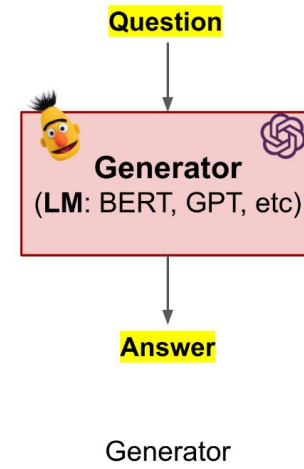 Question
Generator
(LM: BERT, GPT, etc)
Answer
Generator